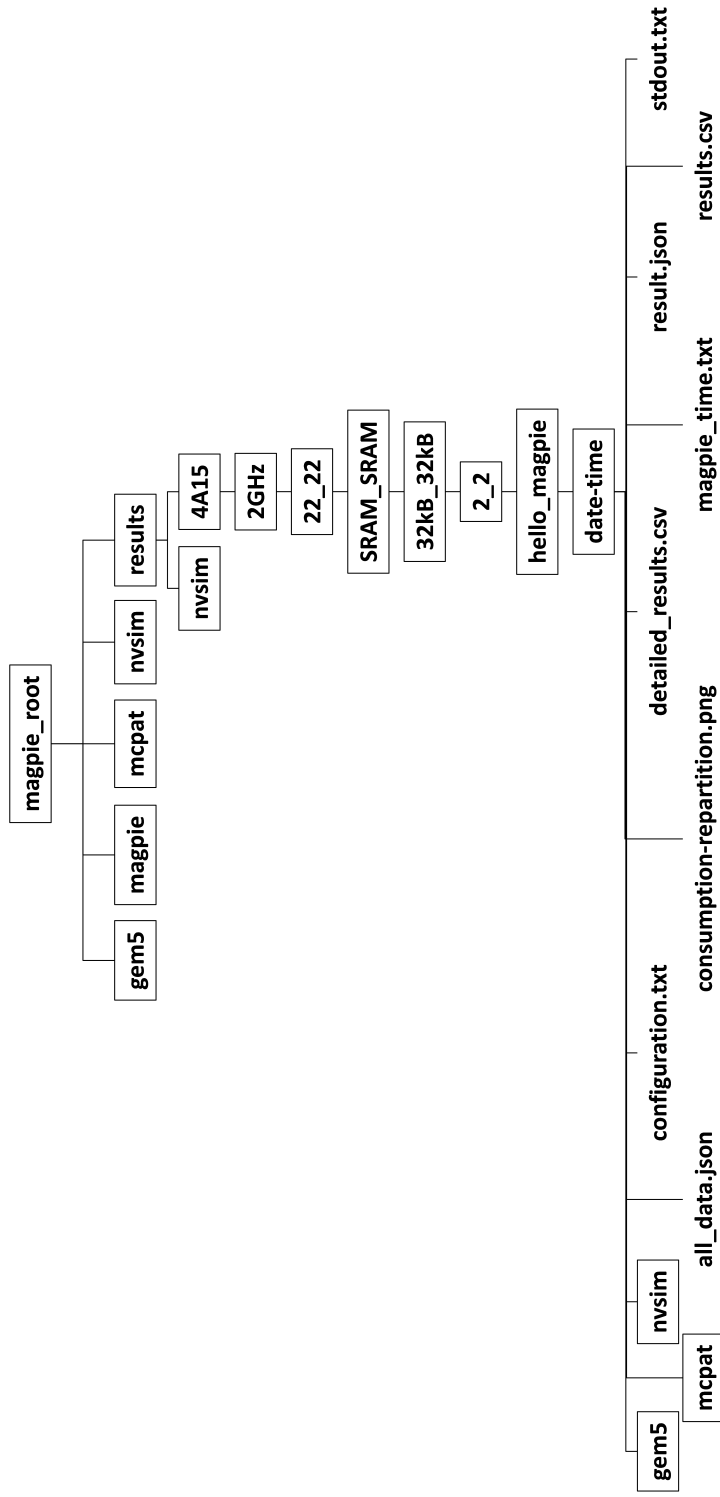 magpie_root
gem5
magpie
mcpat
nvsim
results
nvsim
4A15
2GHz
22_22
SRAM_SRAM
32kB_32kB
2_2
hello_magpie
date-time
gem5
nvsim
configuration.txt
detailed_results.csv
result.json
stdout.txt
mcpat
all_data.json
consumption-repartition.png
magpie_time.txt
results.csv